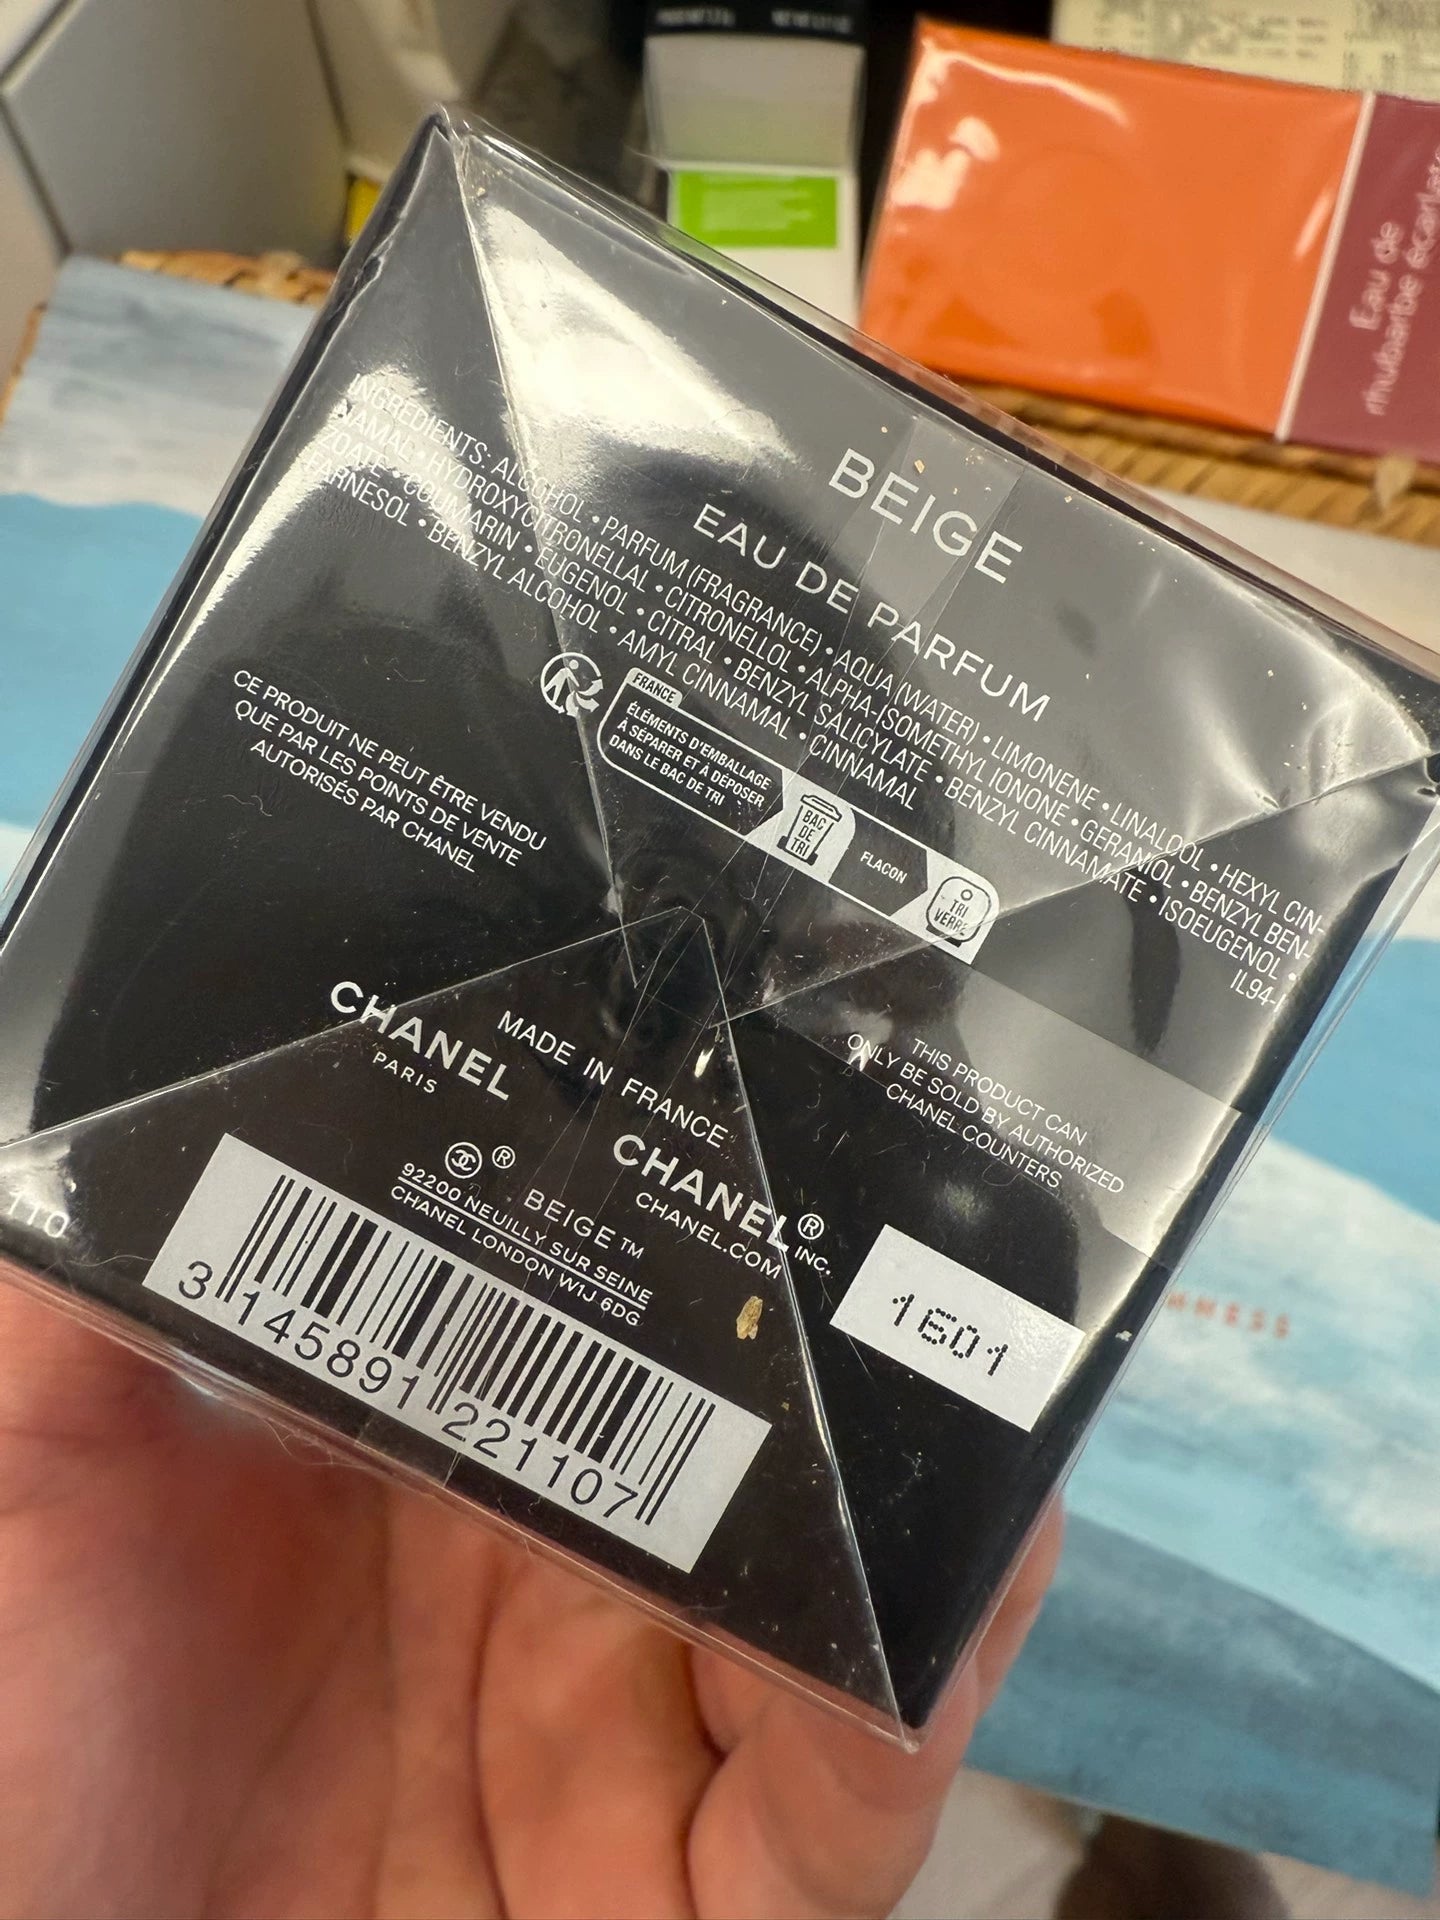 BEIGE
EAU DE PARFUM
INGREDIENTS: ALCOHOL • PARFUM (FRAGRANCE) • AQUA (WATER) • LIMONENE • LINALOOL • HEXYL CIN-
NAMAL • HYDROXYCITRONELLAL • CITRONELLOL • ALPHA-ISOMETHYL IONONE • GERANIOL • BENZYL BEN-
ZOATE • COUMARIN • EUGENOL • CITRAL • BENZYL SALICYLATE • BENZYL CINNAMATE • ISOEUGENOL •
FARNESOL • BENZYL ALCOHOL • AMYL CINNAMAL • CINNAMAL
IL94-
FRANCE
ÉLÉMENTS D'EMBALLAGE
À SÉPARER ET À DÉPOSER
DANS LE BAC DE TRI
BAC
DE
TRI
FLACON
TRI
VERRE
CE PRODUIT NE PEUT ÊTRE VENDU
QUE PAR LES POINTS DE VENTE
AUTORISÉS PAR CHANEL
THIS PRODUCT CAN
ONLY BE SOLD BY AUTHORIZED
CHANEL COUNTERS
MADE IN FRANCE
CHANEL
PARIS
CHANEL® INC.
CHANEL.COM
® BEIGE™
92200 NEUILLY SUR SEINE
CHANEL LONDON W1J 6DG
110
3 145891 221107
1601
Eau de
rhubarbe écarlate